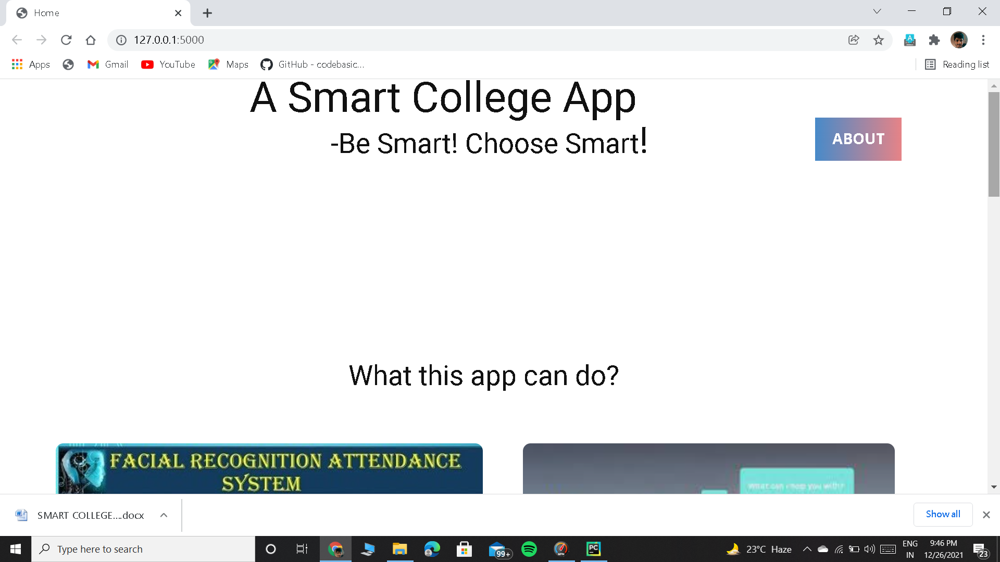 Home
127.0.0.1:5000
Apps
Gmail
YouTube
Maps
GitHub - codebasic...
Reading list
A Smart College App
-Be Smart! Choose Smart!
ABOUT
What this app can do?
FACIAL RECOGNITION ATTENDANCE
SYSTEM
What can I help you with?
SMART COLLEGE....docx
Show all
Type here to search
99+
PC
23°C Haze
ENG
IN
9:46 PM
12/26/2021
23